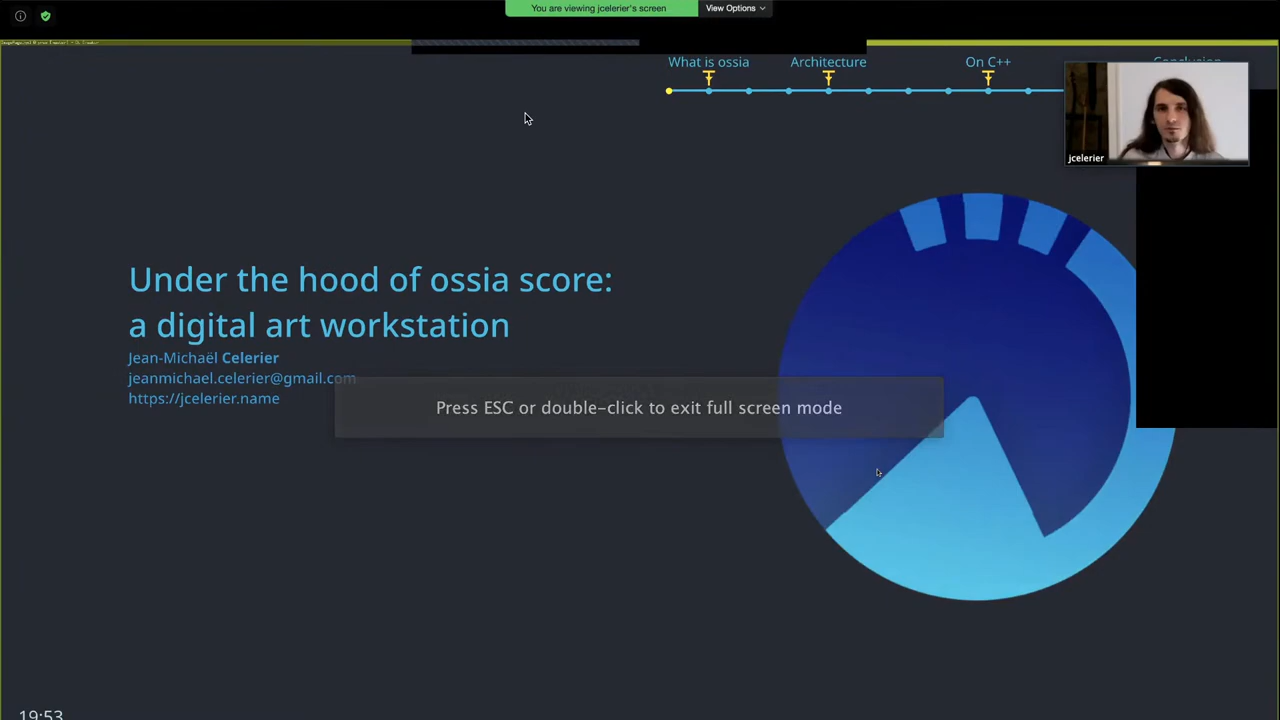 You are viewing jcelerier's screen
View Options
What is ossia
Architecture
On C++
jcelerier
Under the hood of ossia score:
a digital art workstation
Jean-Michaël Celerier
jeanmichael.celerier@gmail.com
https://jcelerier.name
Press ESC or double-click to exit full screen mode
19:53